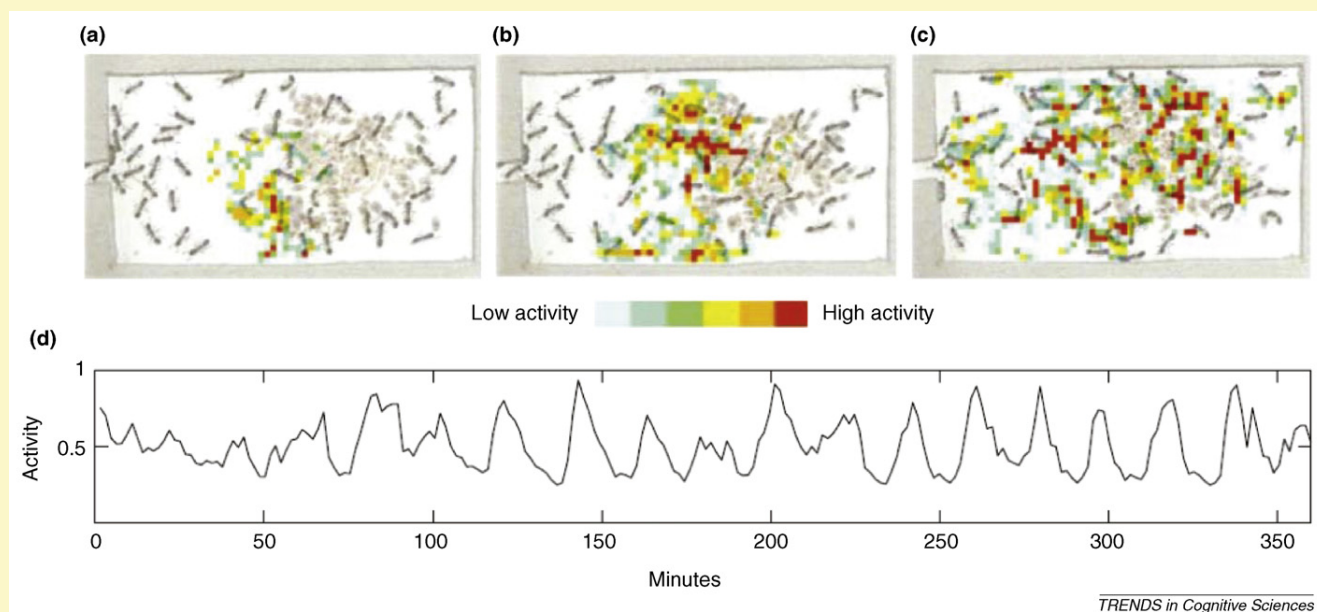 (a) (b) (c)
Low activity High activity
(d)
1
0.5
Activity
0 50 100 150 200 250 300 350
Minutes
TRENDS in Cognitive Sciences